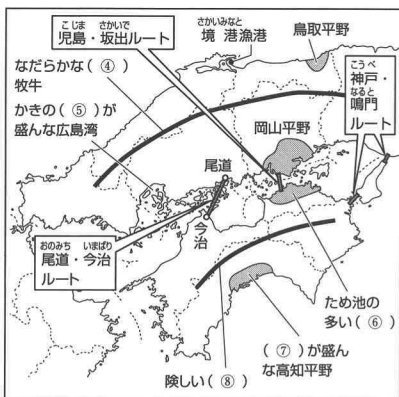 こじま さかいで
児島・坂出ルート
さかいみなと
境 港漁港
鳥取平野
こうべ
神戸・
なると
鳴門
ルート
なだらかな（④）
牧牛
かきの（⑤）が
盛んな広島湾
岡山平野
尾道
今治
おのみち いまばり
尾道・今治
ルート
ため池の
多い（⑥）
（⑦）が盛ん
な高知平野
険しい（⑧）